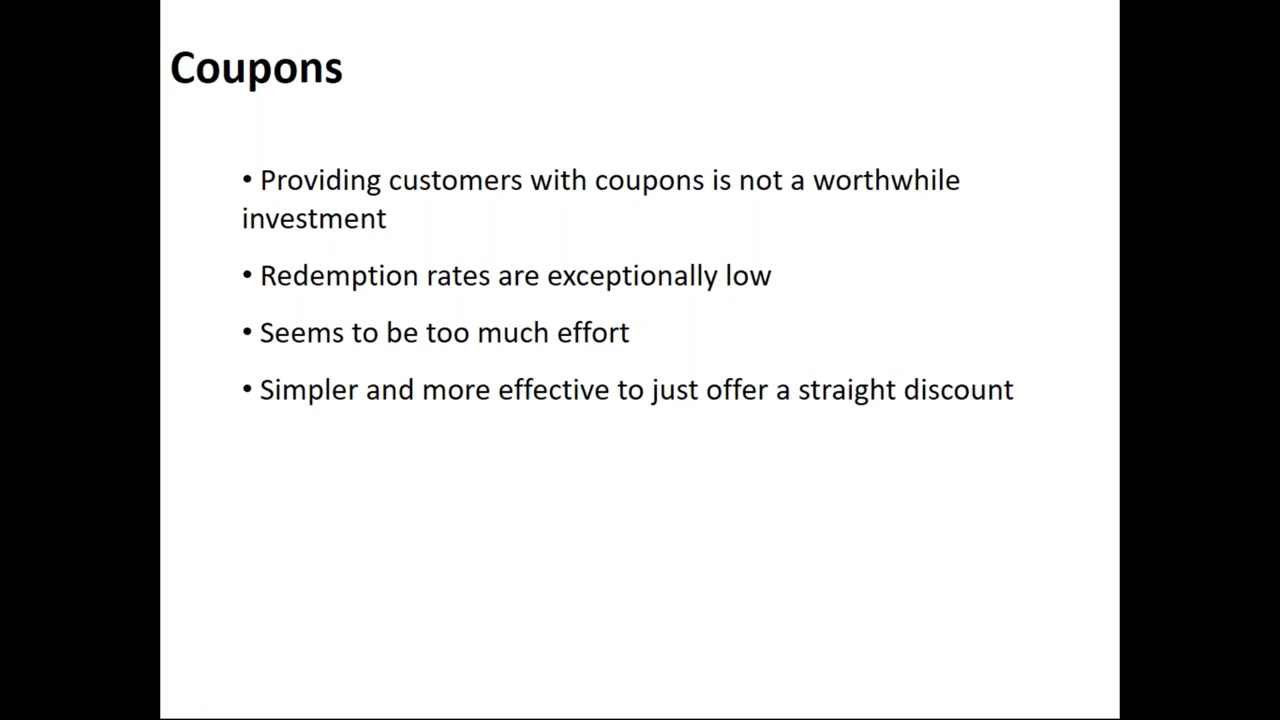 Coupons
• Providing customers with coupons is not a worthwhile
investment
• Redemption rates are exceptionally low
• Seems to be too much effort
• Simpler and more effective to just offer a straight discount